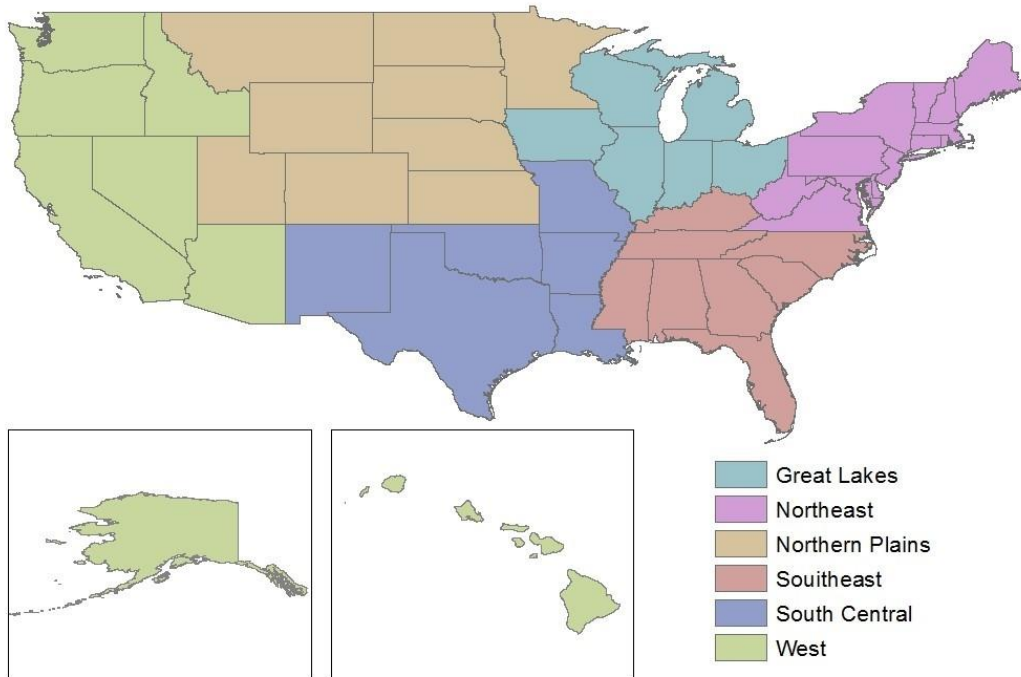 Great Lakes
Northeast
Northern Plains
Souitheast
South Central
West